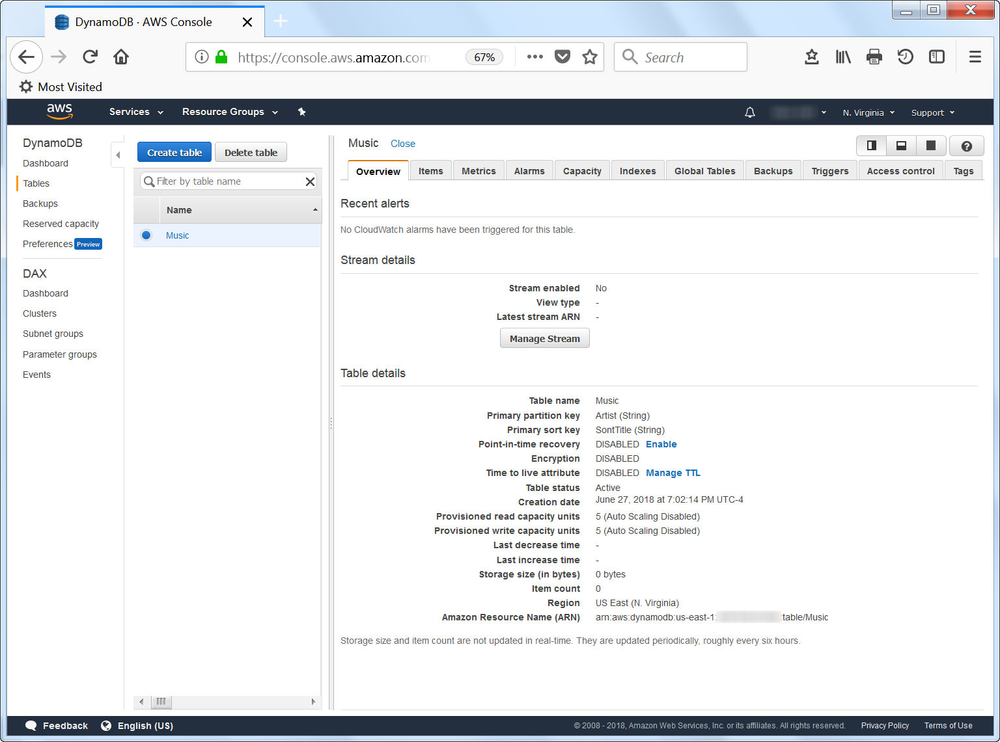 DynamoDB · AWS Console
https://console.aws.amazon.com
67%
Search
Most Visited
aws
Services
Resource Groups
N. Virginia
Support
DynamoDB
Dashboard
Tables
Backups
Reserved capacity
Preferences Preview
DAX
Dashboard
Clusters
Subnet groups
Parameter groups
Events
Create table
Delete table
Filter by table name
Name
Music
Music Close
Overview
Items
Metrics
Alarms
Capacity
Indexes
Global Tables
Backups
Triggers
Access control
Tags
Recent alerts
No CloudWatch alarms have been triggered for this table.
Stream details
Stream enabled No
View type -
Latest stream ARN -
Manage Stream
Table details
Table name Music
Primary partition key Artist (String)
Primary sort key SontTitle (String)
Point-in-time recovery DISABLED Enable
Encryption DISABLED
Time to live attribute DISABLED Manage TTL
Table status Active
Creation date June 27, 2018 at 7:02:14 PM UTC-4
Provisioned read capacity units 5 (Auto Scaling Disabled)
Provisioned write capacity units 5 (Auto Scaling Disabled)
Last decrease time -
Last increase time -
Storage size (in bytes) 0 bytes
Item count 0
Region US East (N. Virginia)
Amazon Resource Name (ARN) arn:aws:dynamodb:us-east-1: :table/Music
Storage size and item count are not updated in real-time. They are updated periodically, roughly every six hours.
Feedback
English (US)
© 2008 - 2018, Amazon Web Services, Inc. or its affiliates. All rights reserved.
Privacy Policy
Terms of Use